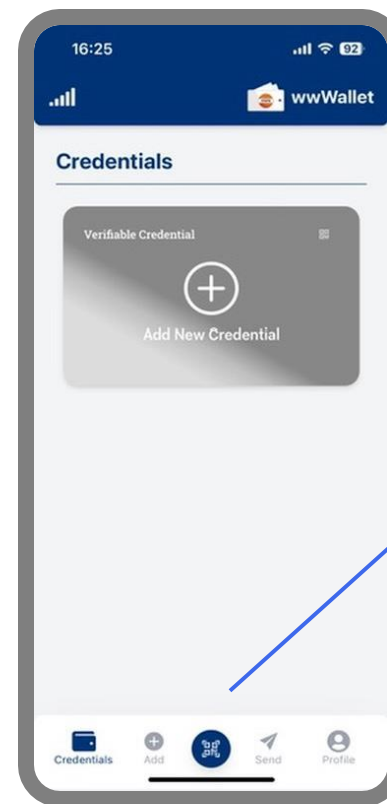 16:25
92
wwWallet
Credentials
Verifiable Credential
Add New Credential
Credentials
Add
Send
Profile